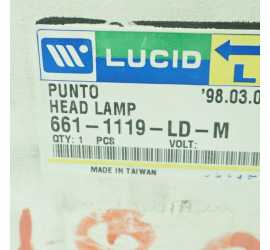 LUCID
L
PUNTO '98.03.0
HEAD LAMP
661-1119-LD-M
QTY: 1 PCS VOLT:
MADE IN TAIWAN